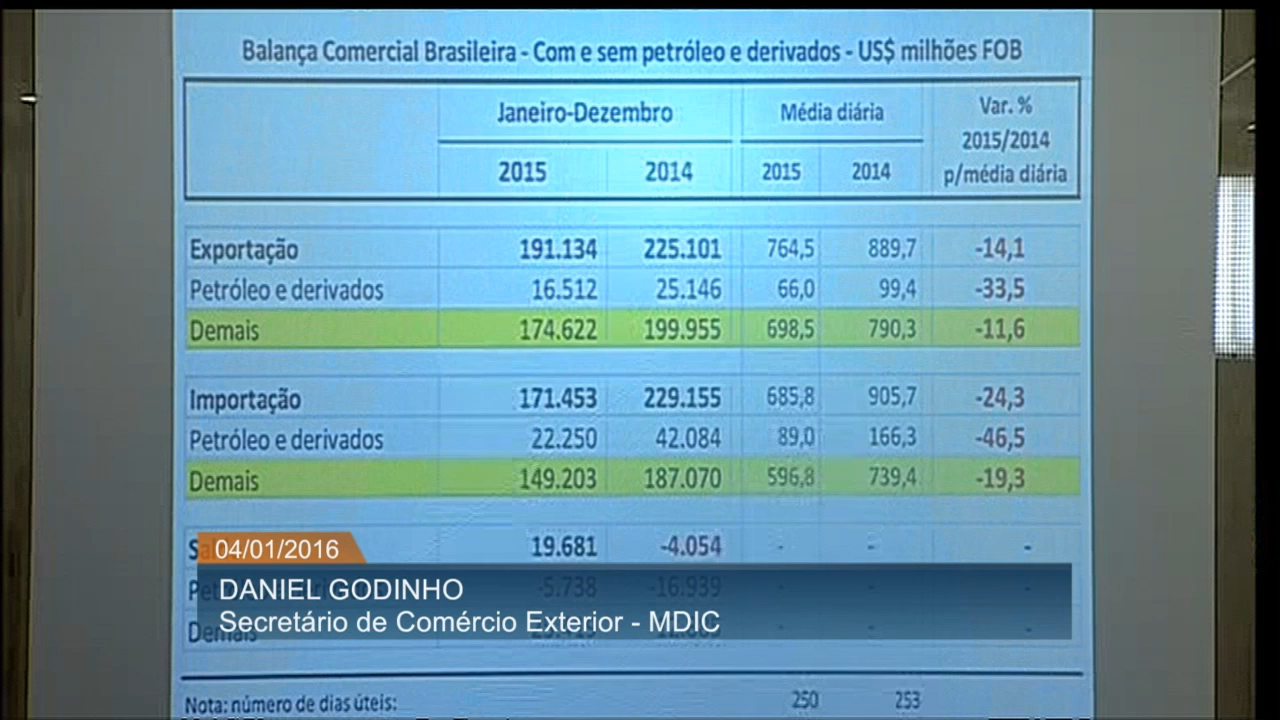 Balança Comercial Brasileira - Com e sem petróleo e derivados - US$ milhões FOB
Janeiro-Dezembro Média diária Var. % 2015/2014 p/média diária
2015 2014 2015 2014
Exportação 191.134 225.101 764,5 889,7 -14,1
Petróleo e derivados 16.512 25.146 66,0 99,4 -33,5
Demais 174.622 199.955 698,5 790,3 -11,6
Importação 171.453 229.155 685,8 905,7 -24,3
Petróleo e derivados 22.250 42.084 89,0 166,3 -46,5
Demais 149.203 187.070 596,8 739,4 -19,3
19.681 -4.054 - - -
04/01/2016
-5.738 -16.939 - - -
DANIEL GODINHO
Secretário de Comércio Exterior - MDIC
Demais
Nota: número de dias úteis: 250 253